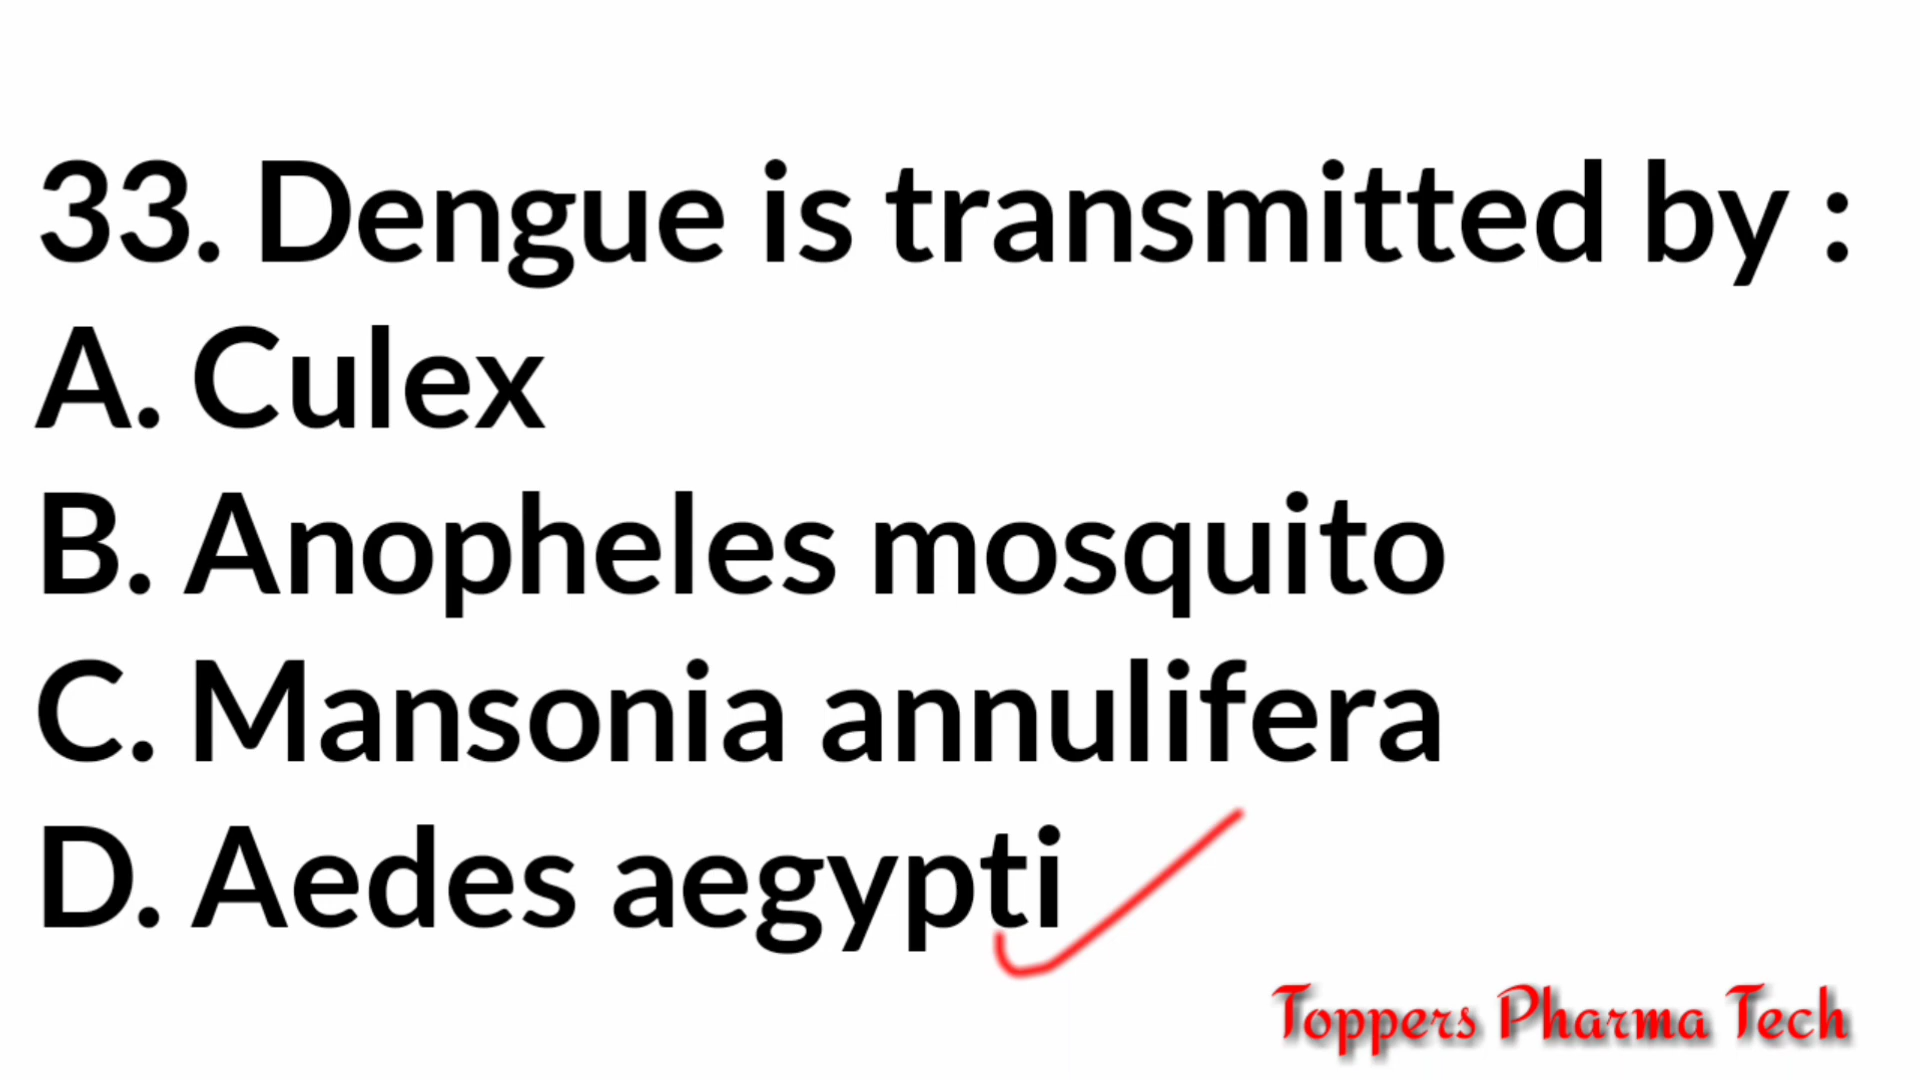 33. Dengue is transmitted by :
A. Culex
B. Anopheles mosquito
C. Mansonia annulifera
D. Aedes aegypti
Toppers Pharma Tech